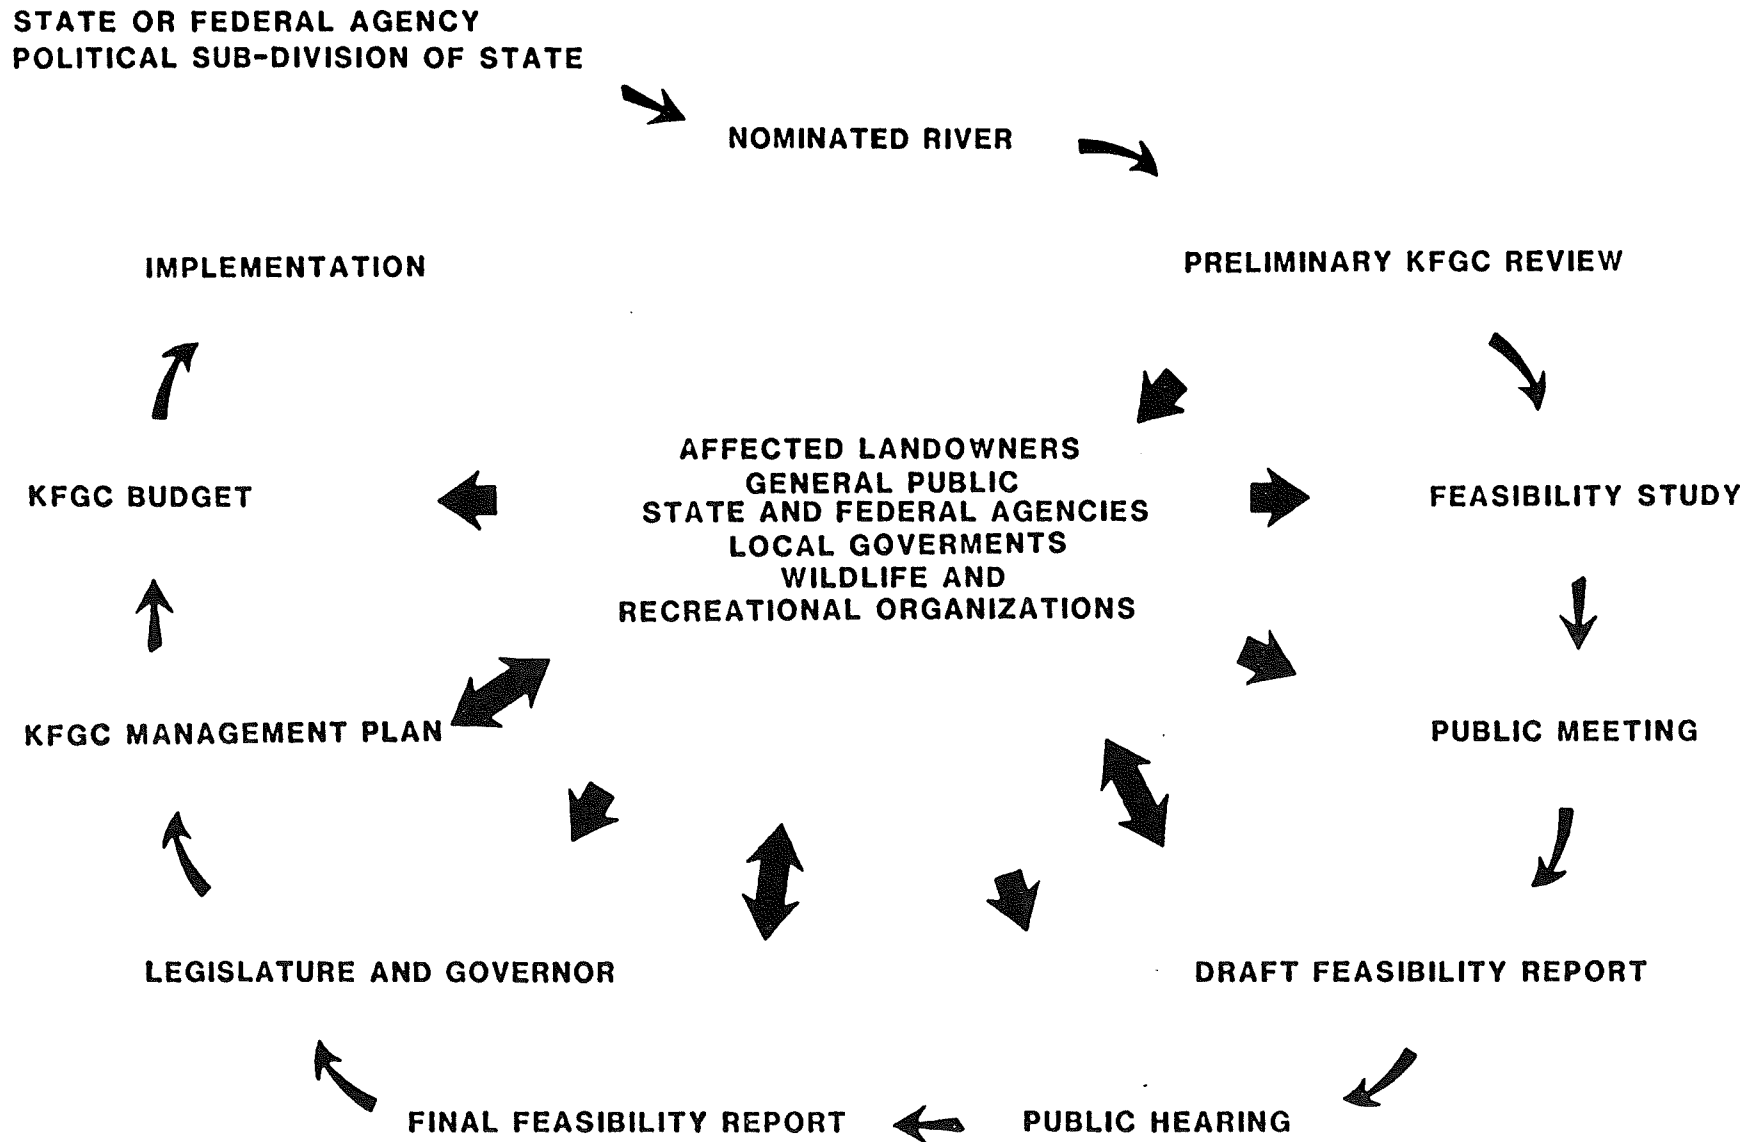 STATE OR FEDERAL AGENCY
POLITICAL SUB-DIVISION OF STATE
NOMINATED RIVER
IMPLEMENTATION
PRELIMINARY KFGC REVIEW
AFFECTED LANDOWNERS
GENERAL PUBLIC
STATE AND FEDERAL AGENCIES
LOCAL GOVERMENTS
WILDLIFE AND
RECREATIONAL ORGANIZATIONS
KFGC BUDGET
FEASIBILITY STUDY
KFGC MANAGEMENT PLAN
PUBLIC MEETING
LEGISLATURE AND GOVERNOR
DRAFT FEASIBILITY REPORT
FINAL FEASIBILITY REPORT
PUBLIC HEARING